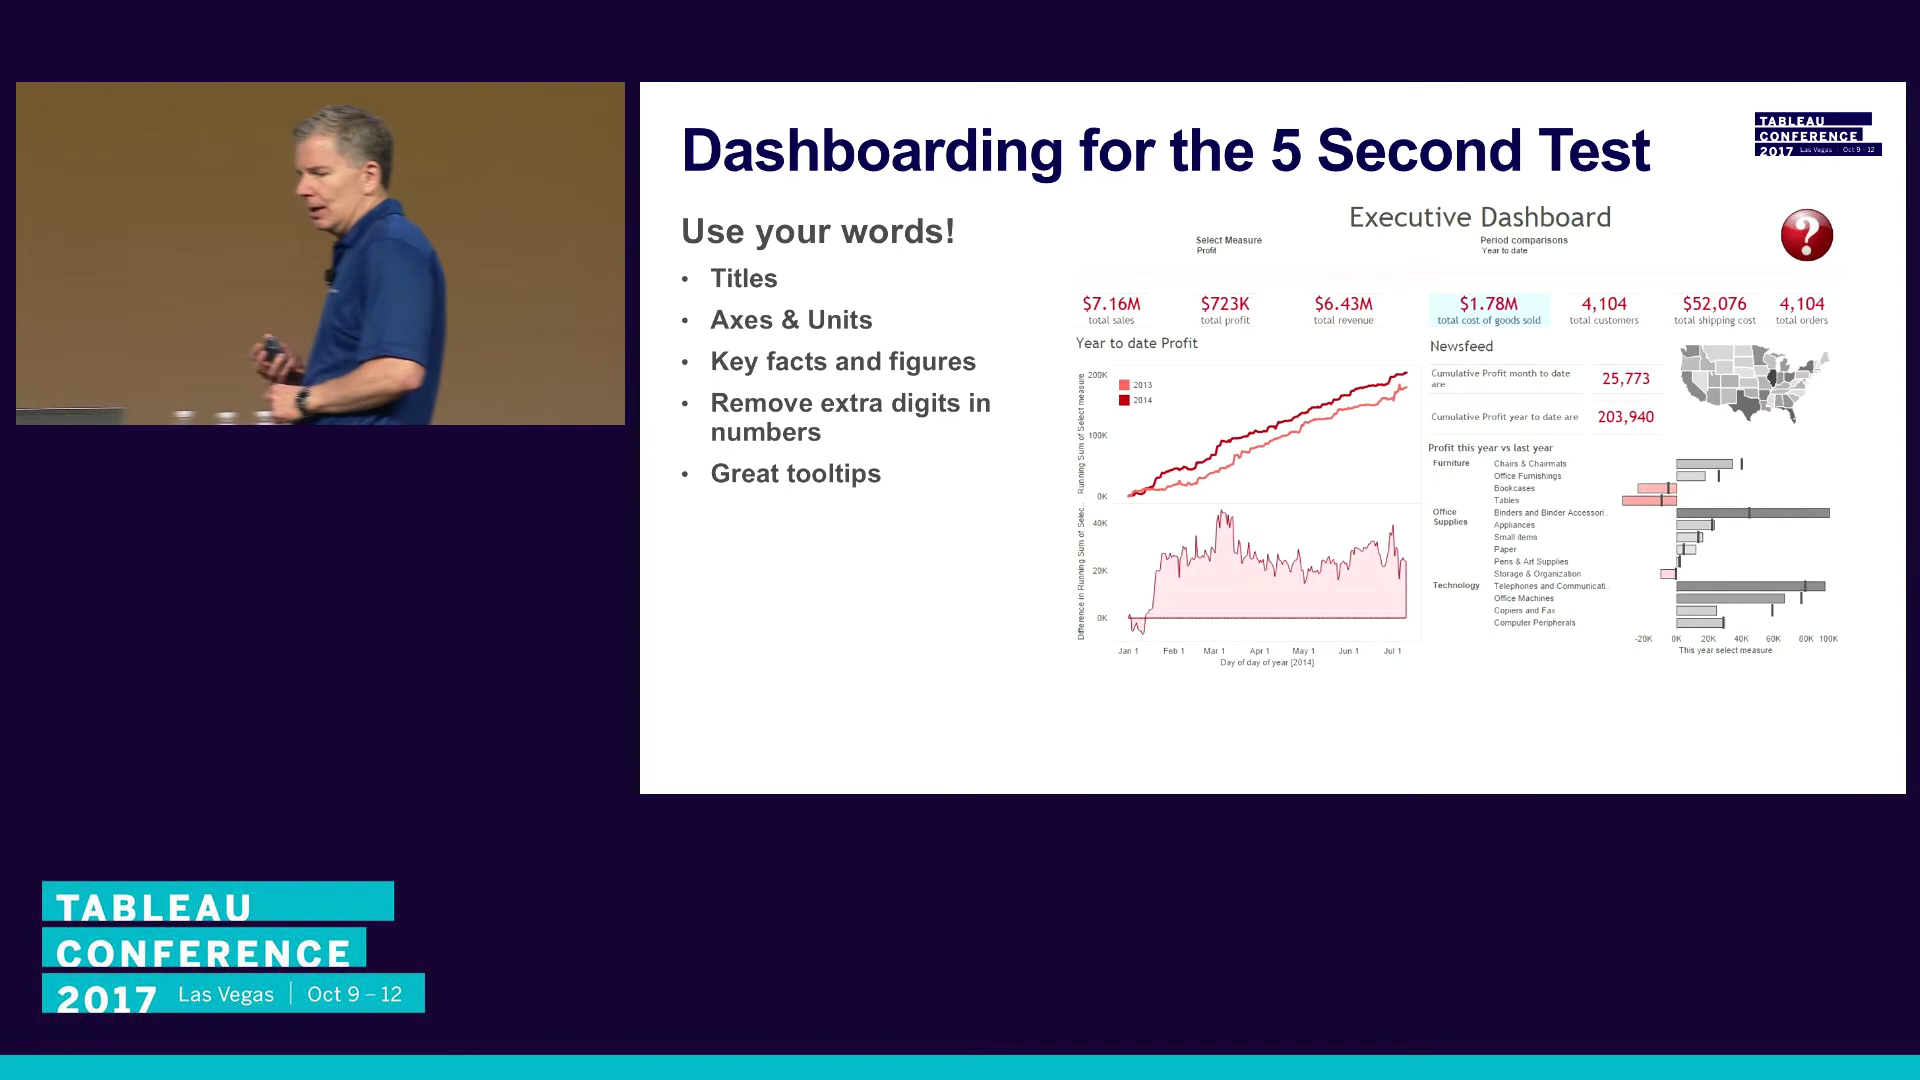 Dashboarding for the 5 Second Test
TABLEAU
CONFERENCE
2017 Las Vegas | Oct 9 – 12
Use your words!
• Titles
• Axes & Units
• Key facts and figures
• Remove extra digits in
numbers
• Great tooltips
Executive Dashboard
?
Select Measure
Profit
Period comparisons
Year to date
$7.16M
total sales
$723K
total profit
$6.43M
total revenue
$1.78M
total cost of goods sold
4,104
total customers
$52,076
total shipping cost
4,104
total orders
Year to date Profit
Running Sum of Select measure
200K
100K
0K
2013
2014
Difference in Running Sum of Selec..
40K
20K
0K
Jan 1 Feb 1 Mar 1 Apr 1 May 1 Jun 1 Jul 1
Day of day of year [2014]
Newsfeed
Cumulative Profit month to date
are
25,773
Cumulative Profit year to date are
203,940
Profit this year vs last year
Furniture
Chairs & Chairmats
Office Furnishings
Bookcases
Tables
Office
Supplies
Binders and Binder Accessori..
Appliances
Small items
Paper
Pens & Art Supplies
Storage & Organization
Technology
Telephones and Communicati..
Office Machines
Copiers and Fax
Computer Peripherals
-20K 0K 20K 40K 60K 80K 100K
This year select measure
TABLEAU
CONFERENCE
2017 Las Vegas | Oct 9 – 12